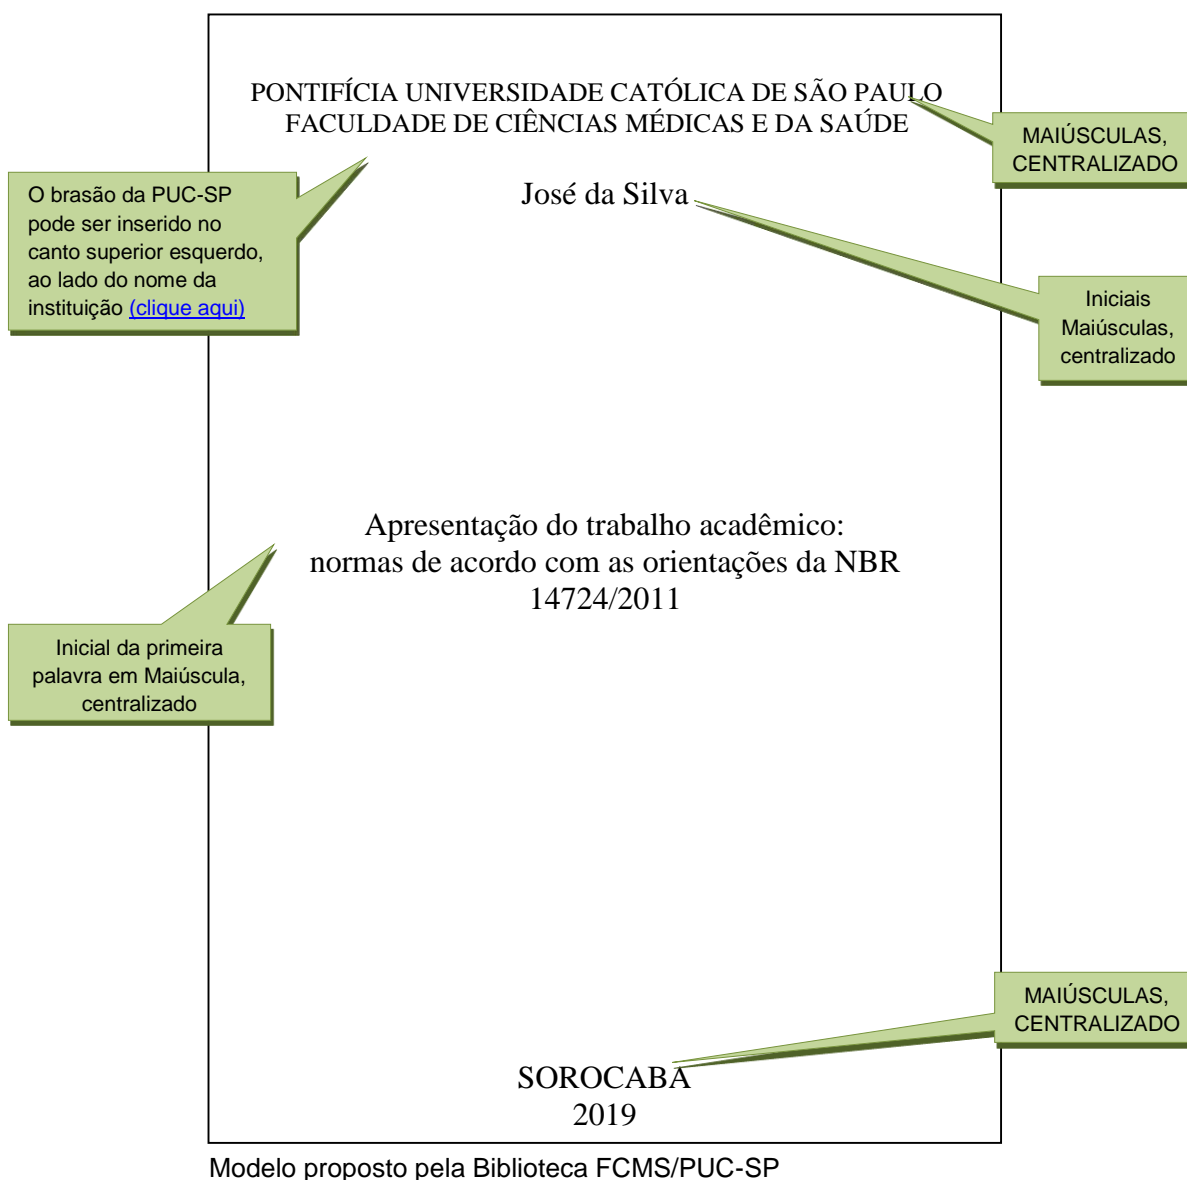 PONTIFÍCIA UNIVERSIDADE CATÓLICA DE SÃO PAULO
FACULDADE DE CIÊNCIAS MÉDICAS E DA SAÚDE
MAIÚSCULAS,
CENTRALIZADO
O brasão da PUC-SP
pode ser inserido no
canto superior esquerdo,
ao lado do nome da
instituição (clique aqui)
José da Silva
Iniciais
Maiúsculas,
centralizado
Apresentação do trabalho acadêmico:
normas de acordo com as orientações da NBR
14724/2011
Inicial da primeira
palavra em Maiúscula,
centralizado
MAIÚSCULAS,
CENTRALIZADO
SOROCABA
2019
Modelo proposto pela Biblioteca FCMS/PUC-SP